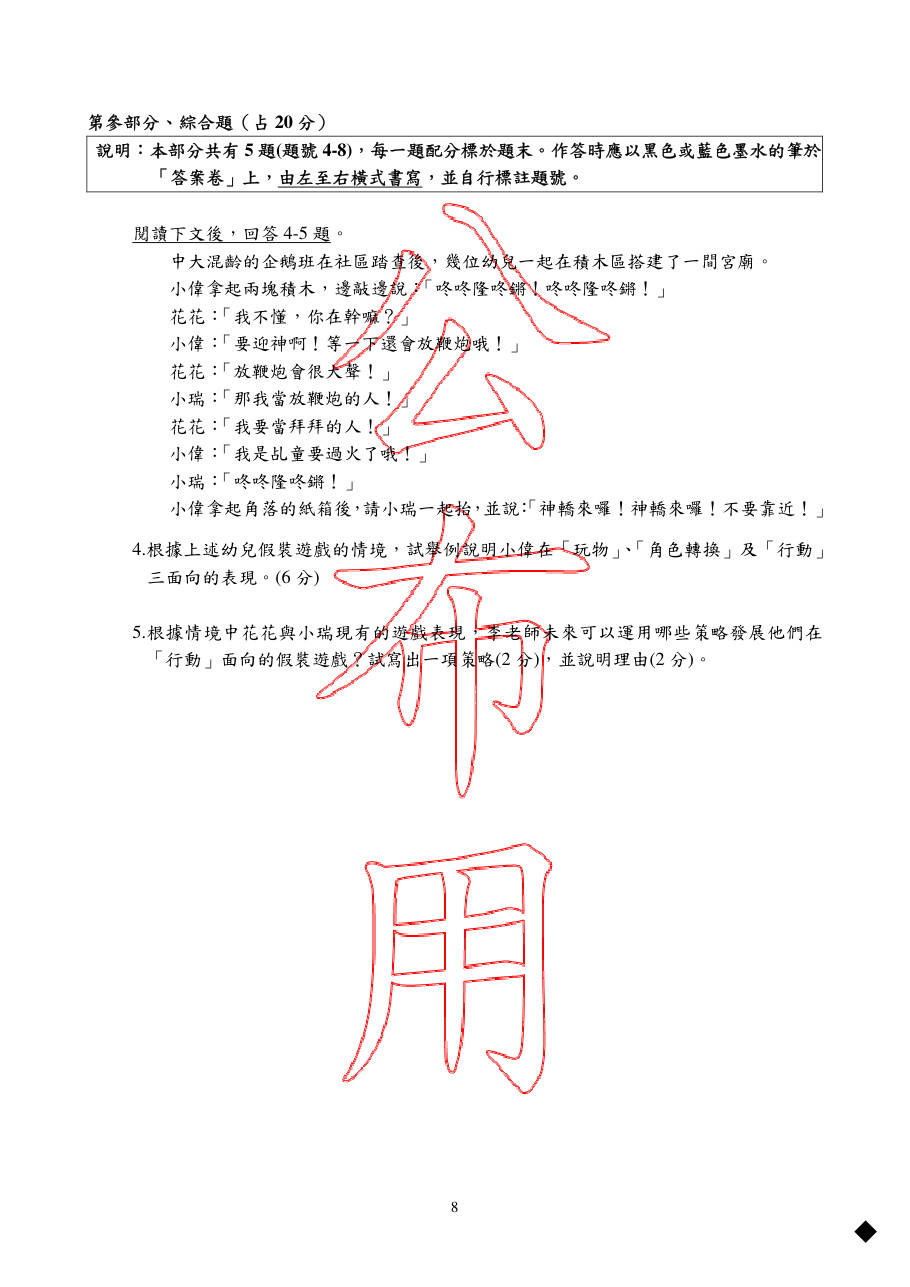 第參部分、綜合題（占 20 分）
說明：本部分共有 5 題(題號 4-8)，每一題配分標於題末。作答時應以黑色或藍色墨水的筆於
「答案卷」上，由左至右橫式書寫，並自行標註題號。
閱讀下文後，回答 4-5 題。
中大混齡的企鵝班在社區踏查後，幾位幼兒一起在積木區搭建了一間宮廟。
小偉拿起兩塊積木，邊敲邊說：「咚咚隆咚鏘！咚咚隆咚鏘！」
花花：「我不懂，你在幹嘛？」
小偉：「要迎神啊！等一下還會放鞭炮哦！」
花花：「放鞭炮會很大聲！」
小瑞：「那我當放鞭炮的人！」
花花：「我要當拜拜的人！」
小偉：「我是乩童要過火了哦！」
小瑞：「咚咚隆咚鏘！」
小偉拿起角落的紙箱後，請小瑞一起抬，並說：「神轎來囉！神轎來囉！不要靠近！」
4.根據上述幼兒假裝遊戲的情境，試舉例說明小偉在「玩物」、「角色轉換」及「行動」
三面向的表現。(6 分)
5.根據情境中花花與小瑞現有的遊戲表現，李老師未來可以運用哪些策略發展他們在
「行動」面向的假裝遊戲？試寫出一項策略(2 分)，並說明理由(2 分)。
公布用
8